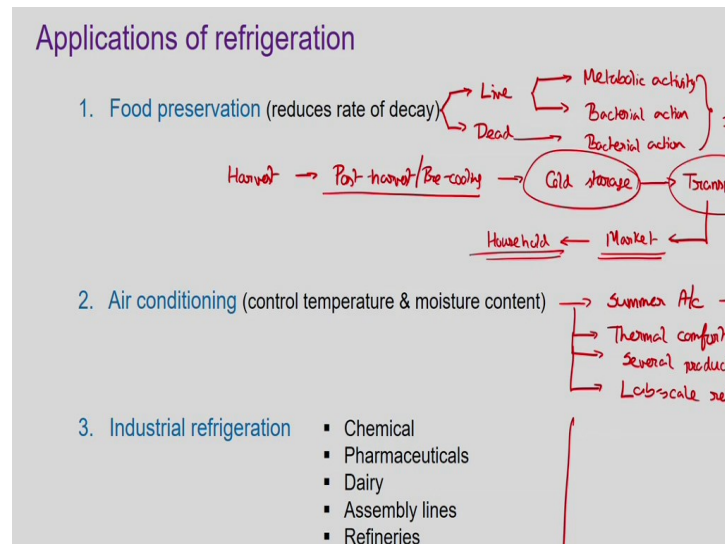 Applications of refrigeration
Live → Metabolic activity
1. Food preservation (reduces rate of decay) → Bacterial action
Dead → Bacterial action
Harvest → Post-harvest/Pre-cooling → Cold storage → Trans
Household ← Market ←
2. Air conditioning (control temperature & moisture content) → Summer A/c
→ Thermal comfort
→ Several produc
→ Lab-scale re
3. Industrial refrigeration ▪ Chemical
▪ Pharmaceuticals
▪ Dairy
▪ Assembly lines
▪ Refineries